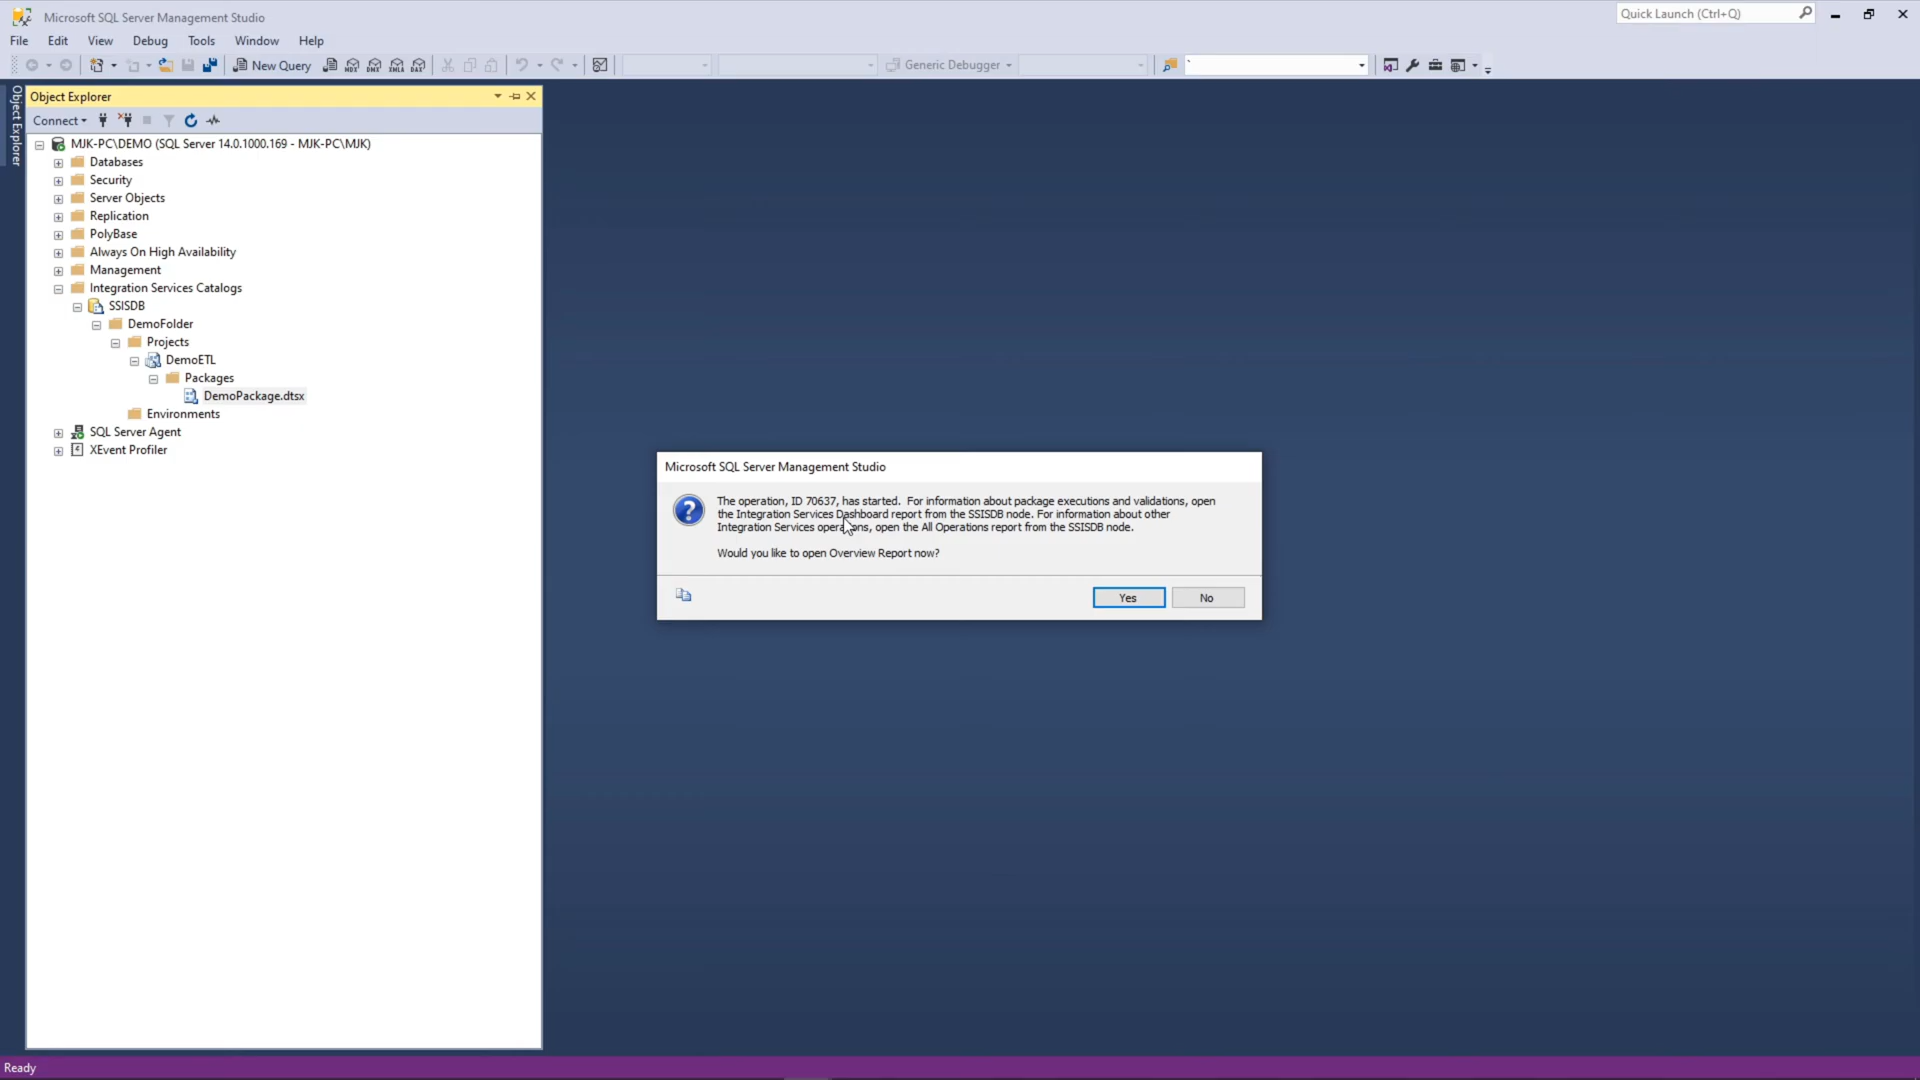 Microsoft SQL Server Management Studio
Quick Launch (Ctrl+Q)
File Edit View Debug Tools Window Help
New Query
MDX DMX XMLA DAX
Generic Debugger
Object Explorer
Object Explorer
Connect
MJK-PC\DEMO (SQL Server 14.0.1000.169 - MJK-PC\MJK)
Databases
Security
Server Objects
Replication
PolyBase
Always On High Availability
Management
Integration Services Catalogs
SSISDB
DemoFolder
Projects
DemoETL
Packages
DemoPackage.dtsx
Environments
SQL Server Agent
XEvent Profiler
Microsoft SQL Server Management Studio
The operation, ID 70637, has started. For information about package executions and validations, open
the Integration Services Dashboard report from the SSISDB node. For information about other
Integration Services operations, open the All Operations report from the SSISDB node.
Would you like to open Overview Report now?
Yes No
Ready